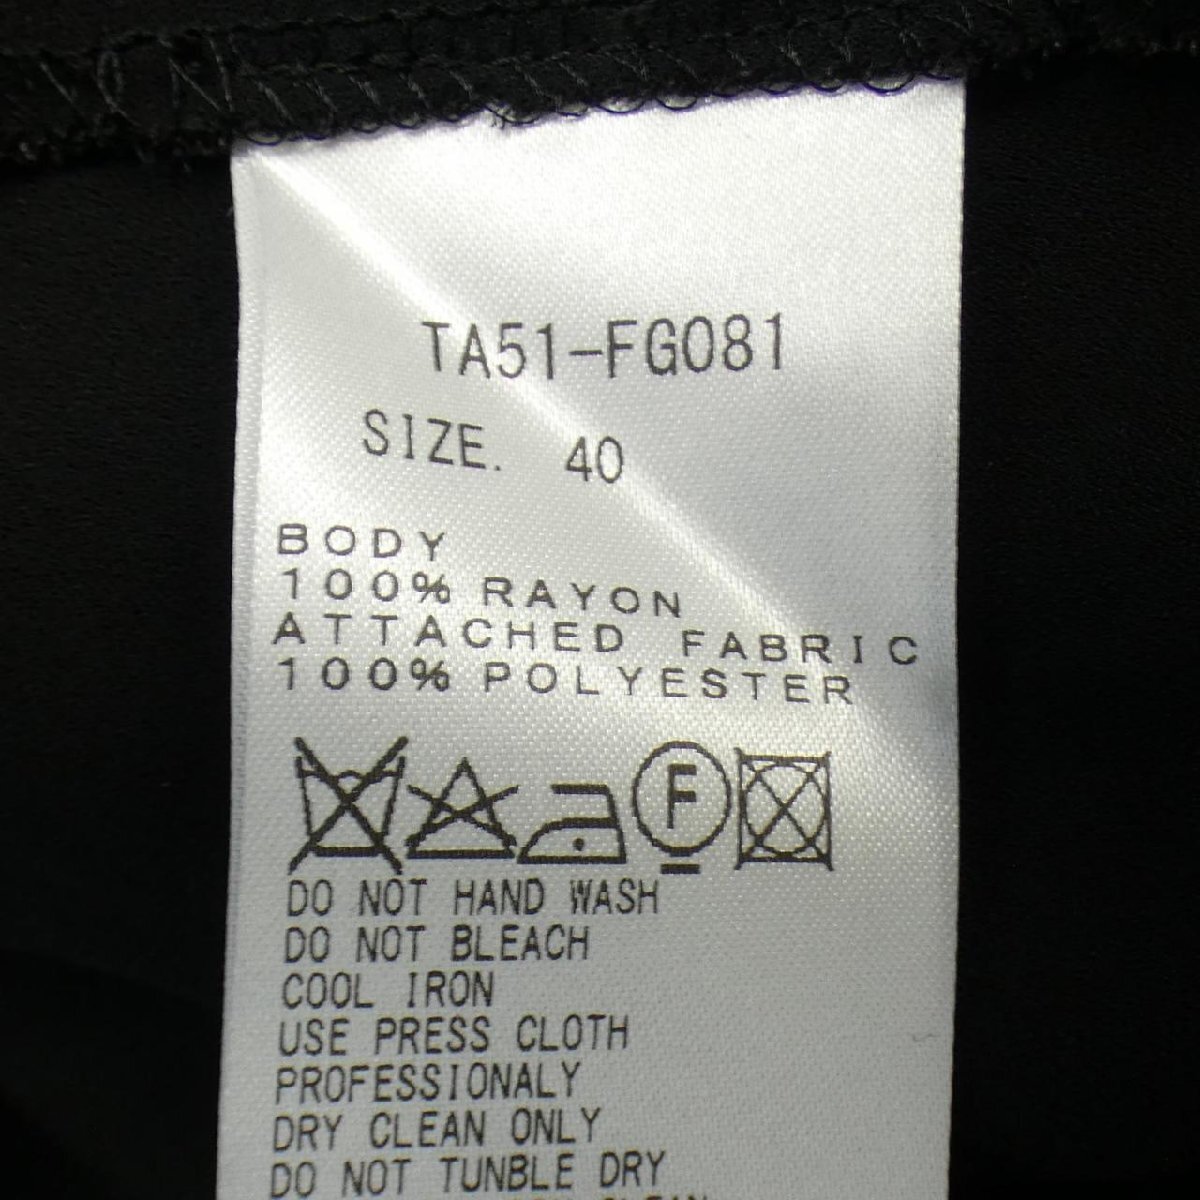 TA51-FG081
SIZE. 40
BODY
100% RAYON
ATTACHED FABRIC
100% POLYESTER
F
DO NOT HAND WASH
DO NOT BLEACH
COOL IRON
USE PRESS CLOTH
PROFESSIONALY
DRY CLEAN ONLY
DO NOT TUNBLE DRY
CLEAN